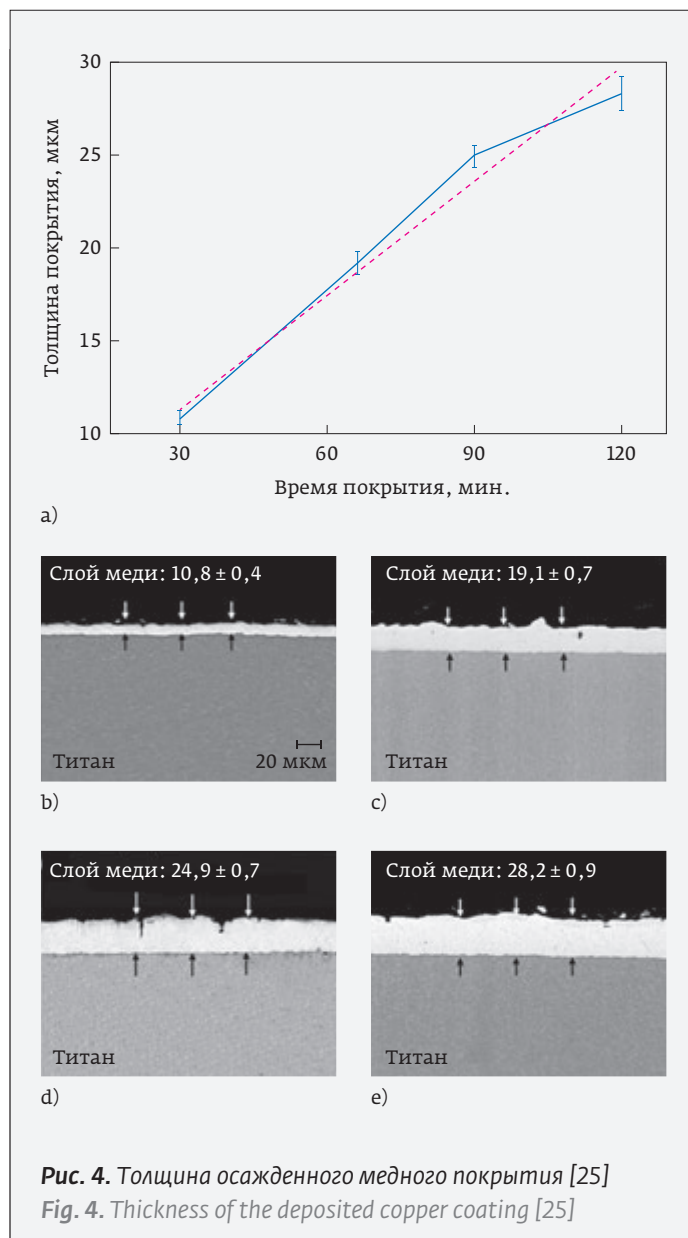 30
25
20
15
10
Толщина покрытия, мкм
30 60 90 120
Время покрытия, мин.
a)
Слой меди: 10,8 ± 0,4
Титан
20 мкм
b)
Слой меди: 19,1 ± 0,7
Титан
c)
Слой меди: 24,9 ± 0,7
Титан
d)
Слой меди: 28,2 ± 0,9
Титан
e)
Рис. 4. Толщина осажденного медного покрытия [25]
Fig. 4. Thickness of the deposited copper coating [25]